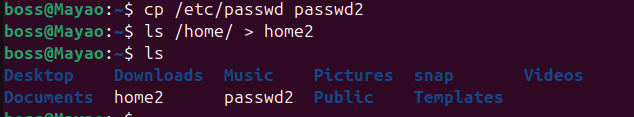 boss@Mayao:~$ cp /etc/passwd passwd2
boss@Mayao:~$ ls /home/ > home2
boss@Mayao:~$ ls
Desktop Downloads Music Pictures snap Videos
Documents home2 passwd2 Public Templates
boss@Mayao:~$